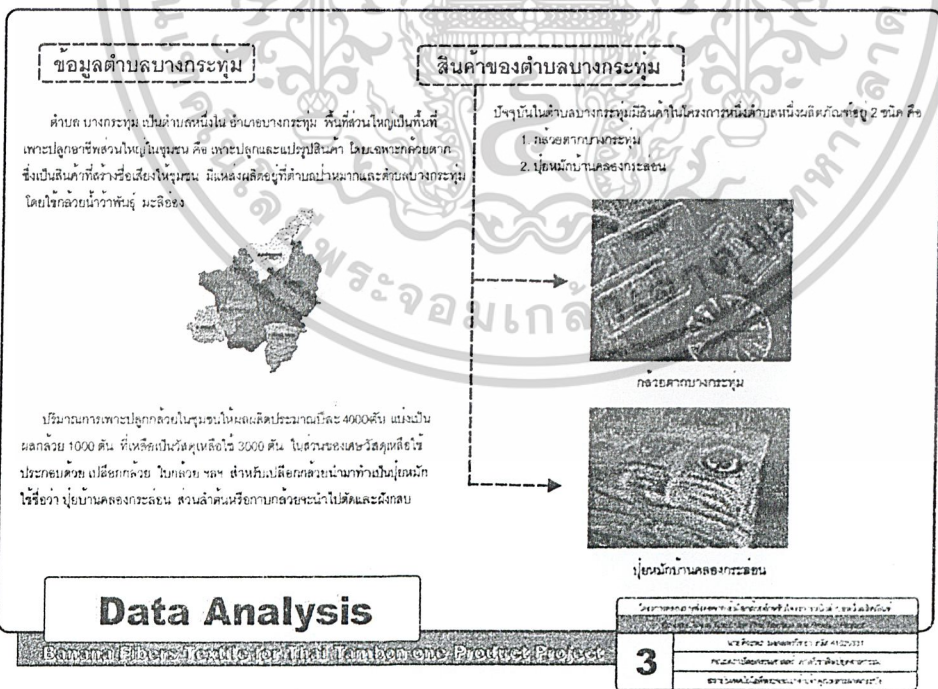 ข้อมูลตำบลบางกระทุ่ม
ตำบล บางกระทุ่ม เป็นตำบลหนึ่งใน อำเภอบางกระทุ่ม พื้นที่ส่วนใหญ่เป็นพื้นที่
เพาะปลูกอาชีพส่วนใหญ่ในชุมชน คือ เพาะปลูกและแปรรูปสินค้า โดยเฉพาะกล้วยตาก
ซึ่งเป็นสินค้าที่สร้างชื่อเสียงให้ชุมชน มีแหล่งผลิตอยู่ที่ตำบลบางกระทุ่ม
โดยใช้กล้วยน้ำว้าพันธุ์ มะลิอ่อง
ปริมาณการเพาะปลูกกล้วยในชุมชนให้ผลผลิตประมาณปีละ 4000ตัน แบ่งเป็น
ผลกล้วย 1000 ตัน ที่เหลือเป็นวัสดุเหลือใช้ 3000 ตัน ในส่วนของเศษวัสดุเหลือใช้
ประกอบด้วย เปลือกกล้วย ใบกล้วย ฯลฯ สำหรับเปลือกกล้วยนำมาทำเป็นปุ๋ยหมัก
ใช้ชื่อว่า ปุ๋ยบ้านคลองกระล่อน ส่วนลำต้นหรือกาบกล้วยจะนำไปตัดและฝังกลบ
สินค้าของตำบลบางกระทุ่ม
ปัจจุบันในตำบลบางกระทุ่มมีสินค้าในโครงการหนึ่งตำบลหนึ่งผลิตภัณฑ์อยู่ 2 ชนิด คือ
1. กล้วยตากบางกระทุ่ม
2. ปุ๋ยหมักบ้านคลองกระล่อน
กล้วยตากบางกระทุ่ม
ปุ๋ยหมักบ้านคลองกระล่อน
Data Analysis
Banana Fibers Textile for Thai Tambon one Product Project
3